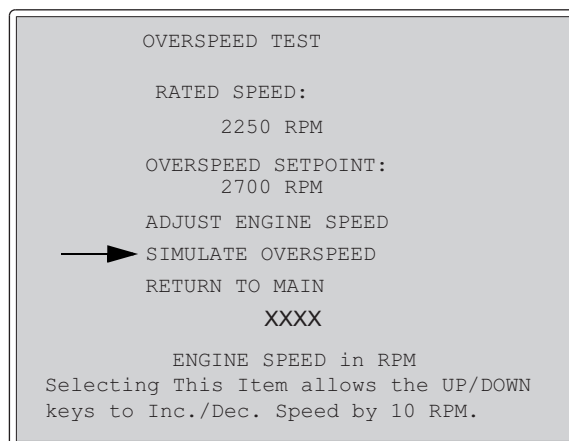 OVERSPEED TEST
RATED SPEED:
2250 RPM
OVERSPEED SETPOINT:
2700 RPM
ADJUST ENGINE SPEED
SIMULATE OVERSPEED
RETURN TO MAIN
XXXX
ENGINE SPEED in RPM
Selecting This Item allows the UP/DOWN
keys to Inc./Dec. Speed by 10 RPM.